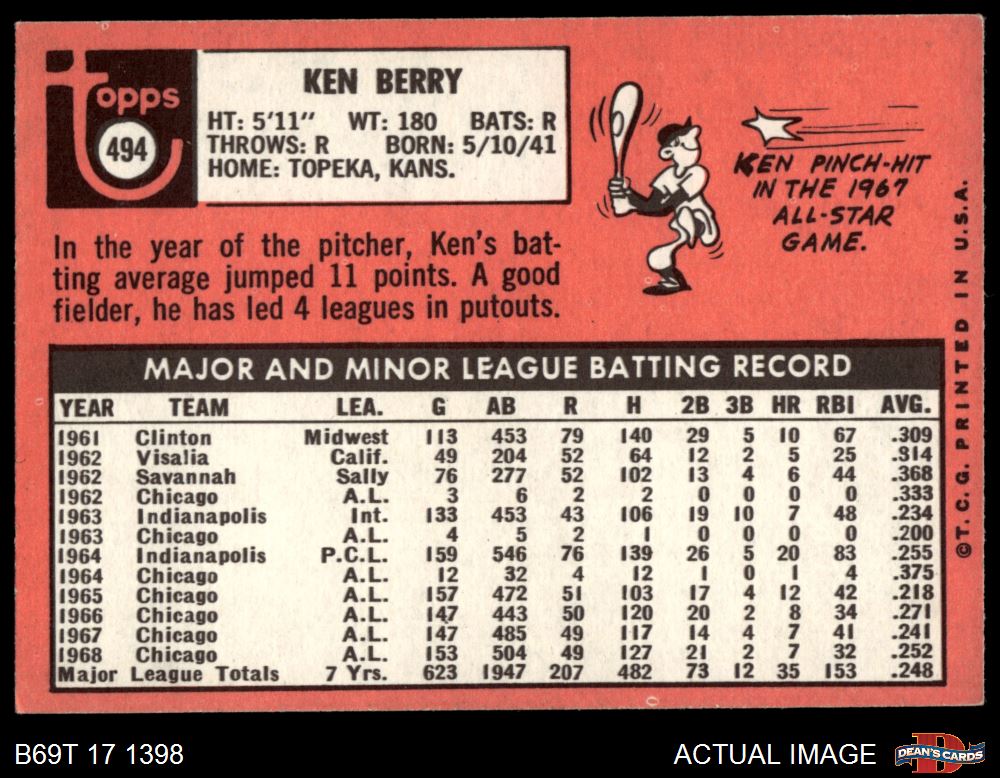 topps
494
KEN BERRY
HT: 5'11" WT: 180 BATS: R
THROWS: R BORN: 5/10/41
HOME: TOPEKA, KANS.
KEN PINCH-HIT
IN THE 1967
ALL-STAR
GAME.
In the year of the pitcher, Ken's bat-
ting average jumped 11 points. A good
fielder, he has led 4 leagues in putouts.
MAJOR AND MINOR LEAGUE BATTING RECORD
YEAR TEAM LEA. G AB R H 2B 3B HR RBI AVG.
1961 Clinton Midwest 113 453 79 140 29 5 10 67 .309
1962 Visalia Calif. 49 204 52 64 12 2 5 25 .314
1962 Savannah Sally 76 277 52 102 13 4 6 44 .368
1962 Chicago A.L. 3 6 2 2 0 0 0 0 .333
1963 Indianapolis Int. 133 453 43 106 19 10 7 48 .234
1963 Chicago A.L. 4 5 2 1 0 0 0 0 .200
1964 Indianapolis P.C.L. 159 546 76 139 26 5 20 83 .255
1964 Chicago A.L. 12 32 4 12 1 0 1 4 .375
1965 Chicago A.L. 157 472 51 103 17 4 12 42 .218
1966 Chicago A.L. 147 443 50 120 20 2 8 34 .271
1967 Chicago A.L. 147 485 49 117 14 4 7 41 .241
1968 Chicago A.L. 153 504 49 127 21 2 7 32 .252
Major League Totals 7 Yrs. 623 1947 207 482 73 12 35 153 .248
©T.C.G. PRINTED IN U.S.A.
B69T 17 1398
ACTUAL IMAGE
DEAN'S CARDS